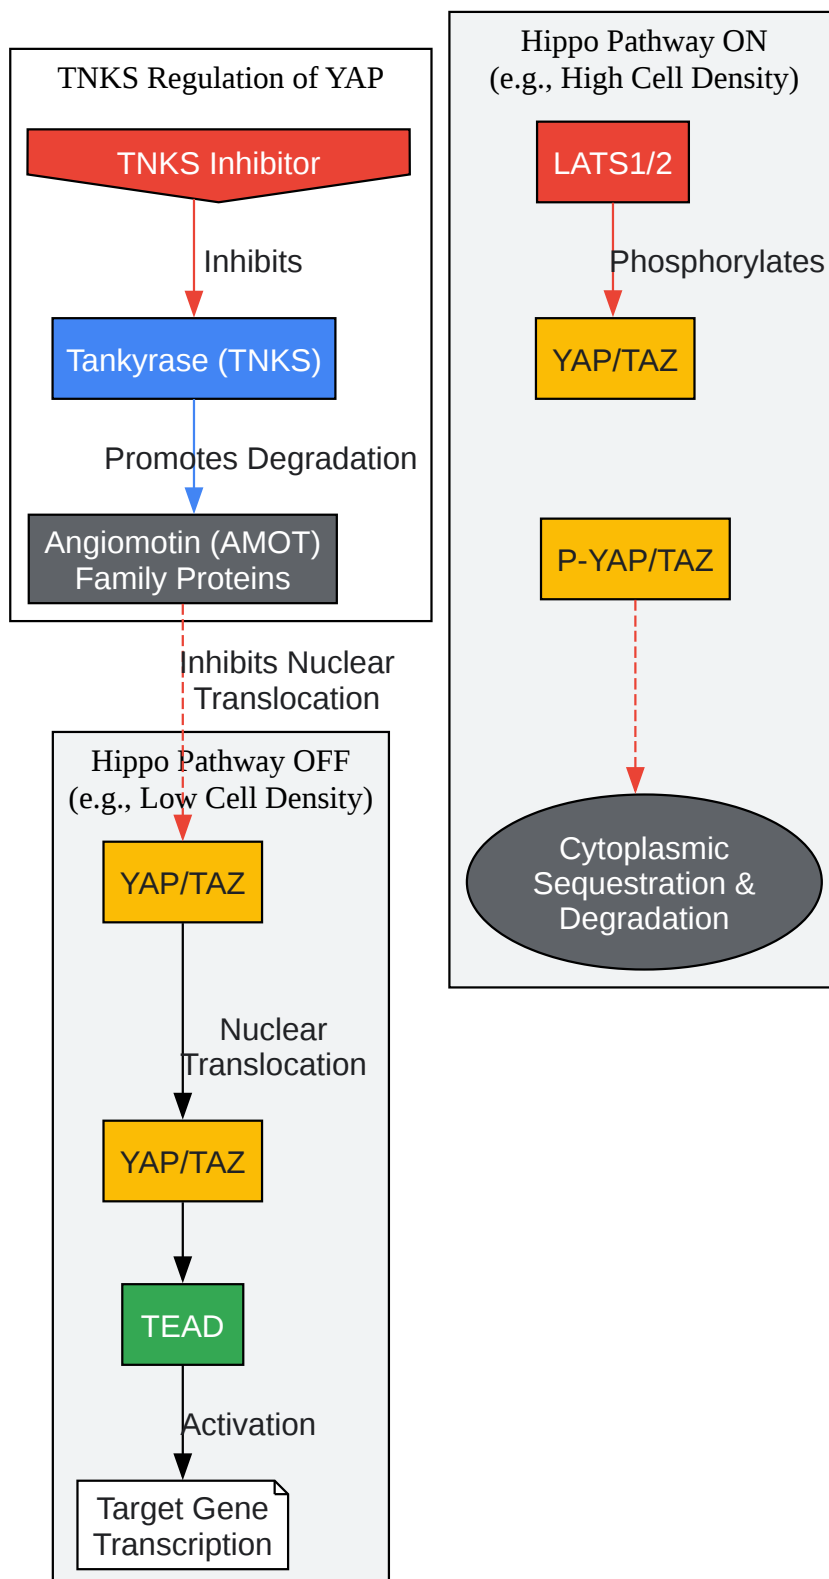 TNKS Regulation of YAP
TNKS Inhibitor
Inhibits
Tankyrase (TNKS)
Promotes Degradation
Angiomotin (AMOT)
Family Proteins
Inhibits Nuclear
Translocation
Hippo Pathway OFF
(e.g., Low Cell Density)
YAP/TAZ
Nuclear
Translocation
YAP/TAZ
TEAD
Activation
Target Gene
Transcription
Hippo Pathway ON
(e.g., High Cell Density)
LATS1/2
Phosphorylates
YAP/TAZ
P-YAP/TAZ
Cytoplasmic
Sequestration &
Degradation